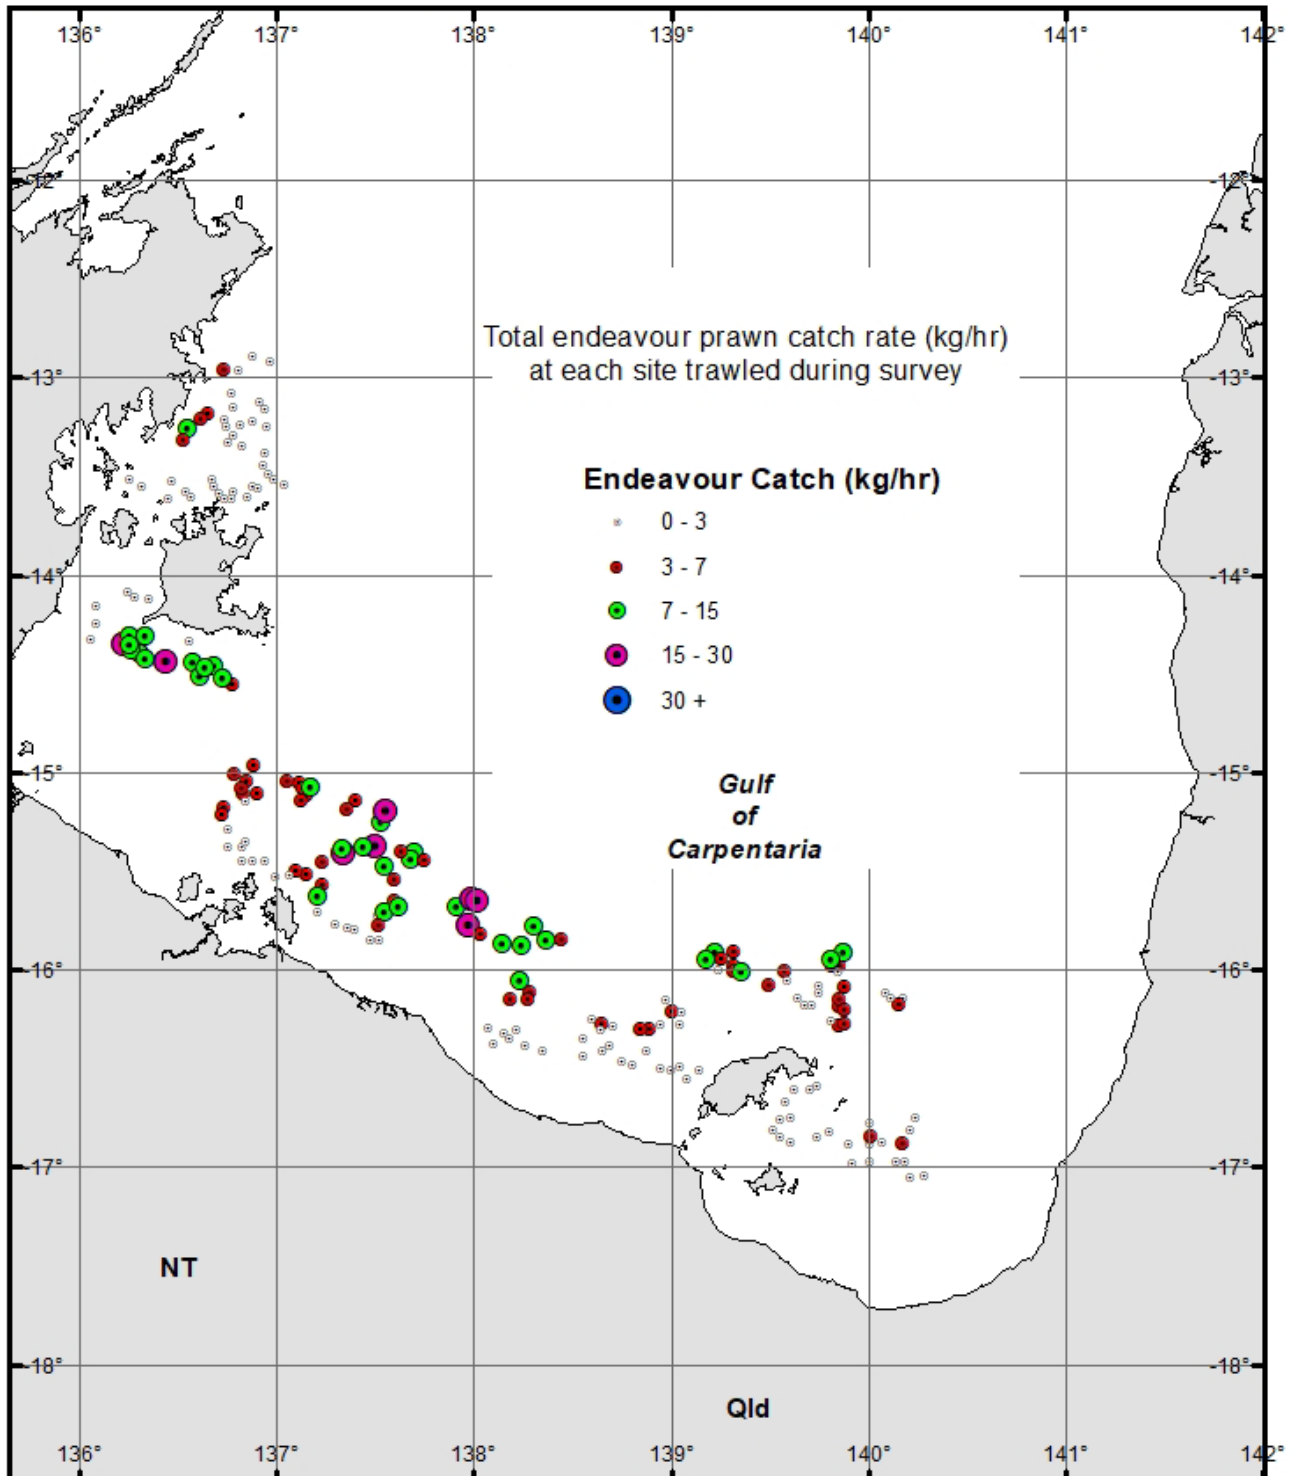 136° 137° 138° 139° 140° 141° 142°
-12° -12°
Total endeavour prawn catch rate (kg/hr)
at each site trawled during survey
-13° -13°
Endeavour Catch (kg/hr)
0 - 3
3 - 7
-14° -14°
7 - 15
15 - 30
30 +
-15° -15°
Gulf
of
Carpentaria
-16° -16°
-17° -17°
NT
-18° -18°
Qld
136° 137° 138° 139° 140° 141° 142°